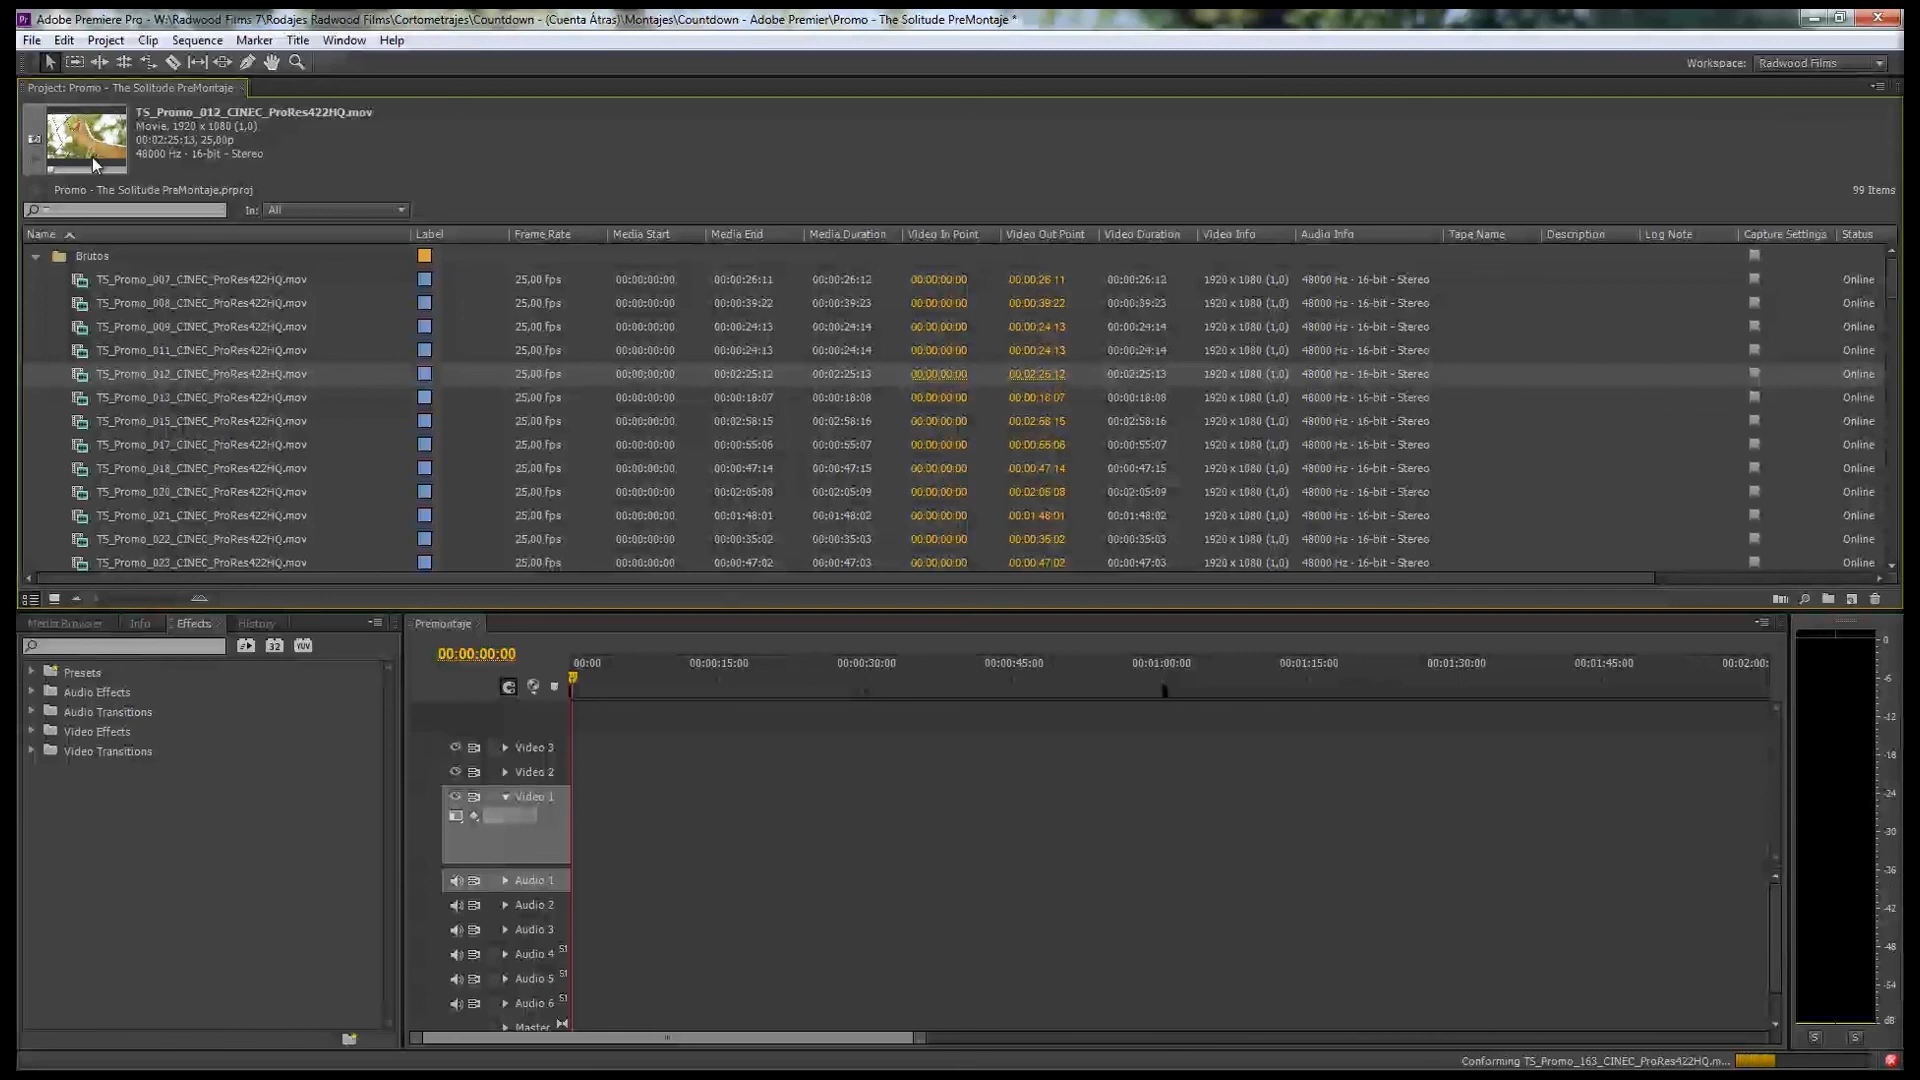 Adobe Premiere Pro - W:\Radwood Films 7\Rodajes Radwood Films\Cortometrajes\Countdown - (Cuenta Átras)\Montajes\Countdown - Adobe Premier\Promo - The Solitude PreMontaje *
File Edit Project Clip Sequence Marker Title Window Help
Workspace: Radwood Films
Project: Promo - The Solitude PreMontaje
TS_Promo_012_CINEC_ProRes422HQ.mov
Movie, 1920 x 1080 (1,0)
00:02:25:13, 25,00p
48000 Hz - 16-bit - Stereo
Promo - The Solitude PreMontaje.prproj 99 Items
In: All
Name Label Frame Rate Media Start Media End Media Duration Video In Point Video Out Point Video Duration Video Info Audio Info Tape Name Description Log Note Capture Settings Status
Brutos
TS_Promo_007_CINEC_ProRes422HQ.mov 25,00 fps 00:00:00:00 00:00:26:11 00:00:26:12 00:00:00:00 00:00:26:11 00:00:26:12 1920 x 1080 (1,0) 48000 Hz - 16-bit - Stereo Online
TS_Promo_008_CINEC_ProRes422HQ.mov 25,00 fps 00:00:00:00 00:00:39:22 00:00:39:23 00:00:00:00 00:00:39:22 00:00:39:23 1920 x 1080 (1,0) 48000 Hz - 16-bit - Stereo Online
TS_Promo_009_CINEC_ProRes422HQ.mov 25,00 fps 00:00:00:00 00:00:24:13 00:00:24:14 00:00:00:00 00:00:24:13 00:00:24:14 1920 x 1080 (1,0) 48000 Hz - 16-bit - Stereo Online
TS_Promo_011_CINEC_ProRes422HQ.mov 25,00 fps 00:00:00:00 00:00:24:13 00:00:24:14 00:00:00:00 00:00:24:13 00:00:24:14 1920 x 1080 (1,0) 48000 Hz - 16-bit - Stereo Online
TS_Promo_012_CINEC_ProRes422HQ.mov 25,00 fps 00:00:00:00 00:02:25:12 00:02:25:13 00:00:00:00 00:02:25:12 00:02:25:13 1920 x 1080 (1,0) 48000 Hz - 16-bit - Stereo Online
TS_Promo_013_CINEC_ProRes422HQ.mov 25,00 fps 00:00:00:00 00:00:18:07 00:00:18:08 00:00:00:00 00:00:18:07 00:00:18:08 1920 x 1080 (1,0) 48000 Hz - 16-bit - Stereo Online
TS_Promo_015_CINEC_ProRes422HQ.mov 25,00 fps 00:00:00:00 00:02:58:15 00:02:58:16 00:00:00:00 00:02:58:15 00:02:58:16 1920 x 1080 (1,0) 48000 Hz - 16-bit - Stereo Online
TS_Promo_017_CINEC_ProRes422HQ.mov 25,00 fps 00:00:00:00 00:00:55:06 00:00:55:07 00:00:00:00 00:00:55:06 00:00:55:07 1920 x 1080 (1,0) 48000 Hz - 16-bit - Stereo Online
TS_Promo_018_CINEC_ProRes422HQ.mov 25,00 fps 00:00:00:00 00:00:47:14 00:00:47:15 00:00:00:00 00:00:47:14 00:00:47:15 1920 x 1080 (1,0) 48000 Hz - 16-bit - Stereo Online
TS_Promo_020_CINEC_ProRes422HQ.mov 25,00 fps 00:00:00:00 00:02:05:08 00:02:05:09 00:00:00:00 00:02:05:08 00:02:05:09 1920 x 1080 (1,0) 48000 Hz - 16-bit - Stereo Online
TS_Promo_021_CINEC_ProRes422HQ.mov 25,00 fps 00:00:00:00 00:01:48:01 00:01:48:02 00:00:00:00 00:01:48:01 00:01:48:02 1920 x 1080 (1,0) 48000 Hz - 16-bit - Stereo Online
TS_Promo_022_CINEC_ProRes422HQ.mov 25,00 fps 00:00:00:00 00:00:35:02 00:00:35:03 00:00:00:00 00:00:35:02 00:00:35:03 1920 x 1080 (1,0) 48000 Hz - 16-bit - Stereo Online
TS_Promo_023_CINEC_ProRes422HQ.mov 25,00 fps 00:00:00:00 00:00:47:02 00:00:47:03 00:00:00:00 00:00:47:02 00:00:47:03 1920 x 1080 (1,0) 48000 Hz - 16-bit - Stereo Online
Media Browser Info Effects History
32 YUV
Presets
Audio Effects
Audio Transitions
Video Effects
Video Transitions
Premontaje
00:00:00:00
00:00 00:00:15:00 00:00:30:00 00:00:45:00 00:01:00:00 00:01:15:00 00:01:30:00 00:01:45:00 00:02:00:
Video 3
Video 2
Video 1
Audio 1
Audio 2
Audio 3
Audio 4
Audio 5
Audio 6
Master
0
-6
-12
-18
-24
-30
-36
-42
-48
-54
dB
S S
Conforming TS_Promo_163_CINEC_ProRes422HQ.m...